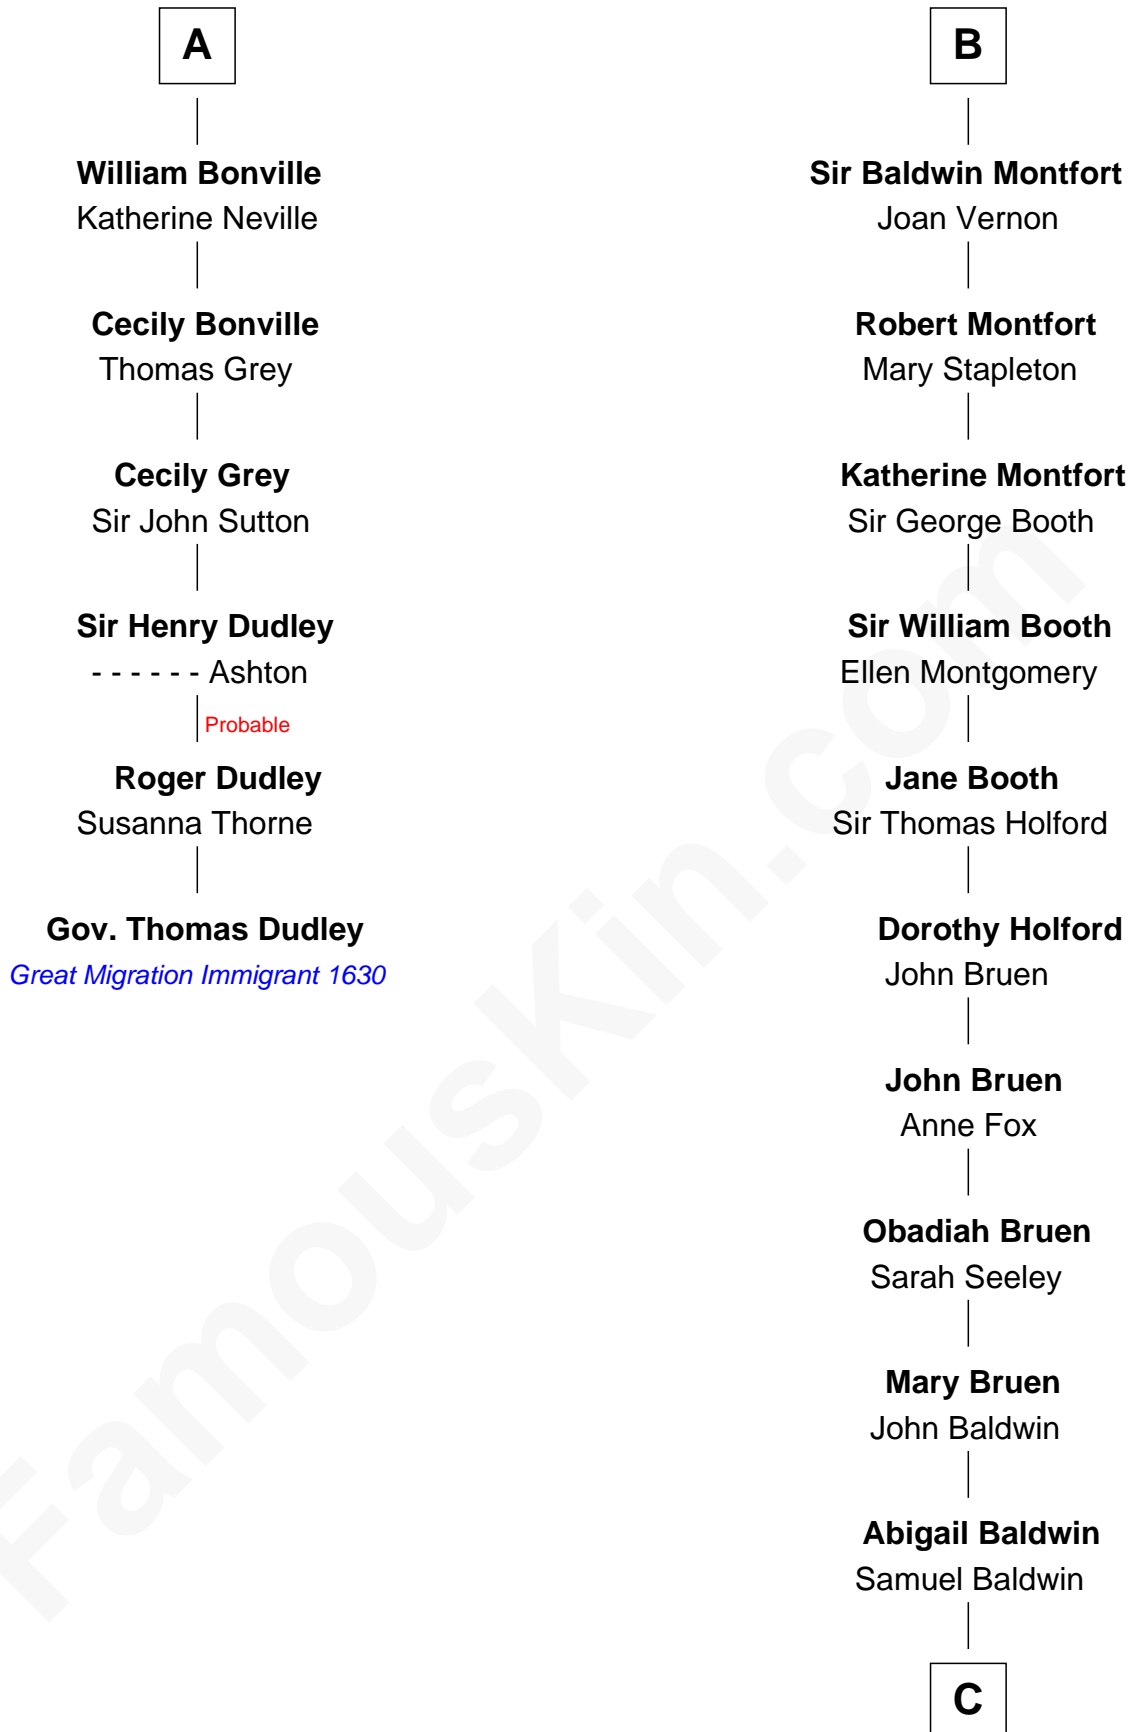 A
William Bonville
Katherine Neville
Cecily Bonville
Thomas Grey
Cecily Grey
Sir John Sutton
Sir Henry Dudley
- - - - - - Ashton
Probable
Roger Dudley
Susanna Thorne
Gov. Thomas Dudley
Great Migration Immigrant 1630
B
Sir Baldwin Montfort
Joan Vernon
Robert Montfort
Mary Stapleton
Katherine Montfort
Sir George Booth
Sir William Booth
Ellen Montgomery
Jane Booth
Sir Thomas Holford
Dorothy Holford
John Bruen
John Bruen
Anne Fox
Obadiah Bruen
Sarah Seeley
Mary Bruen
John Baldwin
Abigail Baldwin
Samuel Baldwin
C
FamousKin.com